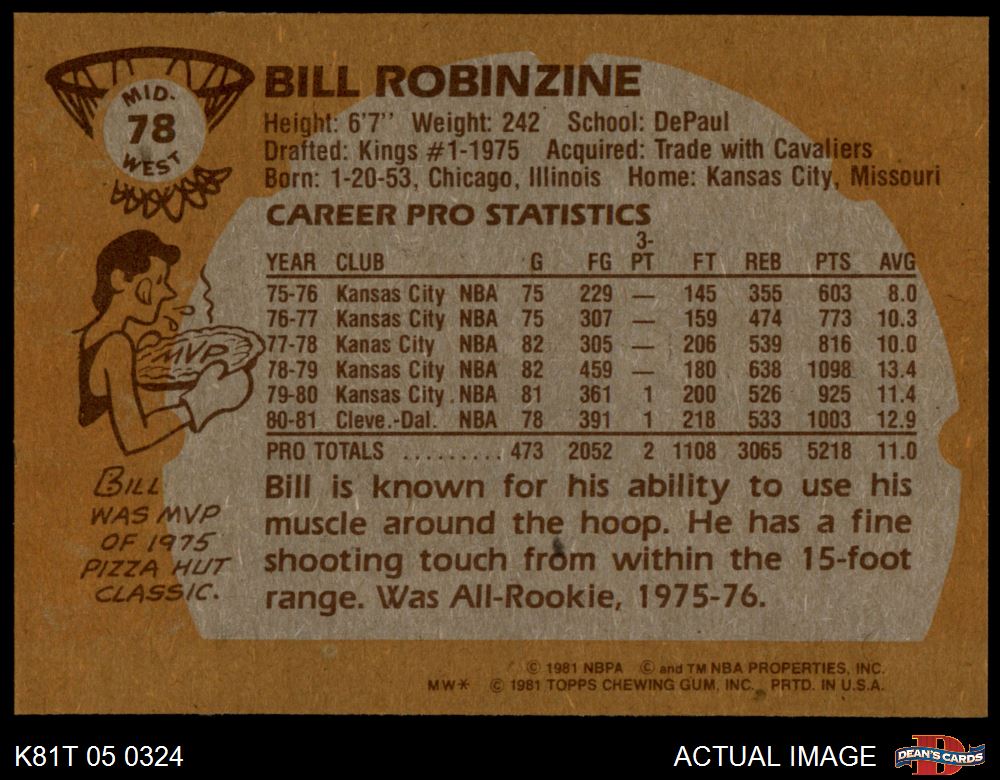 MID-
78
WEST
BILL ROBINZINE
Height: 6'7'' Weight: 242 School: DePaul
Drafted: Kings #1-1975 Acquired: Trade with Cavaliers
Born: 1-20-53, Chicago, Illinois Home: Kansas City, Missouri
CAREER PRO STATISTICS
YEAR CLUB G FG 3-PT FT REB PTS AVG
75-76 Kansas City NBA 75 229 — 145 355 603 8.0
76-77 Kansas City NBA 75 307 — 159 474 773 10.3
77-78 Kanas City NBA 82 305 — 206 539 816 10.0
78-79 Kansas City NBA 82 459 — 180 638 1098 13.4
79-80 Kansas City NBA 81 361 1 200 526 925 11.4
80-81 Cleve.-Dal. NBA 78 391 1 218 533 1003 12.9
PRO TOTALS ......... 473 2052 2 1108 3065 5218 11.0
MVP
BILL
WAS MVP
OF 1975
PIZZA HUT
CLASSIC.
Bill is known for his ability to use his
muscle around the hoop. He has a fine
shooting touch from within the 15-foot
range. Was All-Rookie, 1975-76.
© 1981 NBPA © and TM NBA PROPERTIES, INC.
MW* © 1981 TOPPS CHEWING GUM, INC. PRTD. IN U.S.A.
K81T 05 0324
ACTUAL IMAGE
DEAN'S CARDS